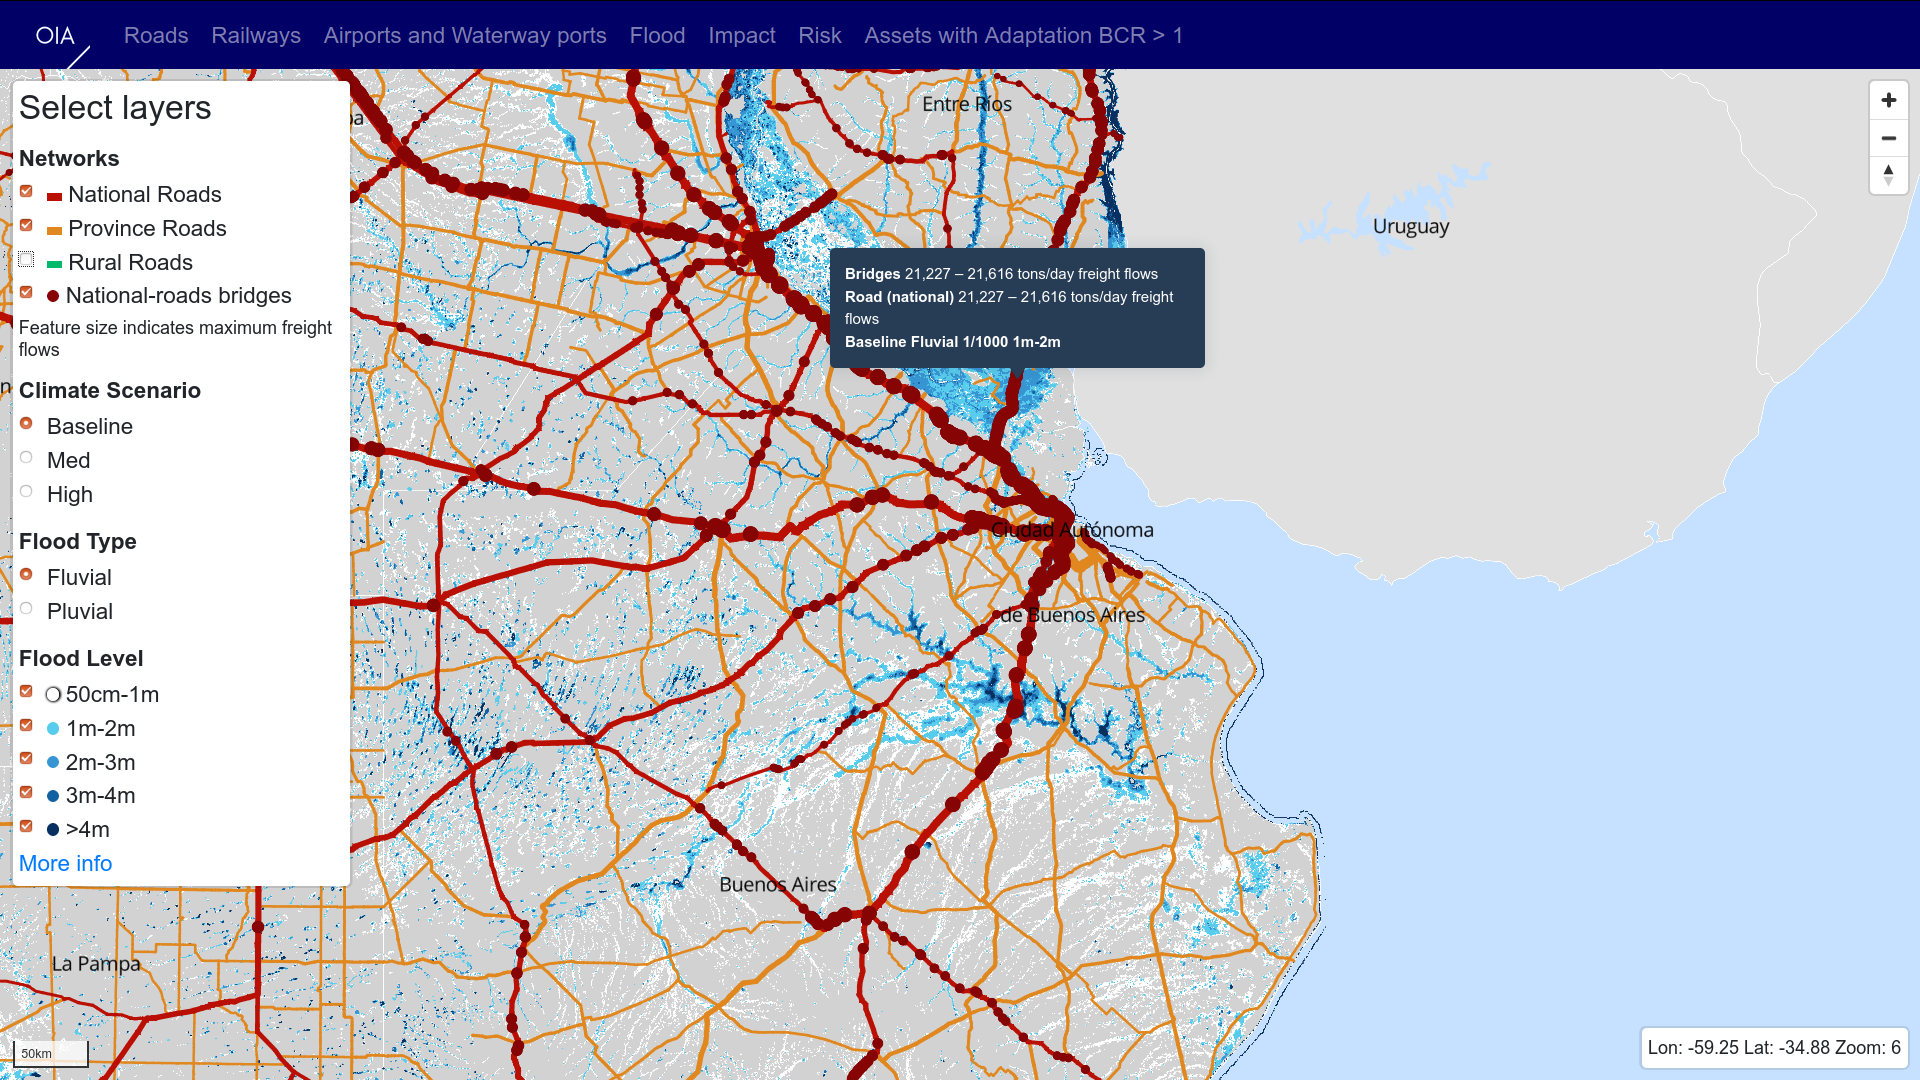 OIA
Roads Railways Airports and Waterway ports Flood Impact Risk Assets with Adaptation BCR > 1
Select layers
Networks
National Roads
Province Roads
Rural Roads
National-roads bridges
Feature size indicates maximum freight
flows
Climate Scenario
Baseline
Med
High
Flood Type
Fluvial
Pluvial
Flood Level
50cm-1m
1m-2m
2m-3m
3m-4m
>4m
More info
Entre Ríos
Uruguay
Bridges 21,227 – 21,616 tons/day freight flows
Road (national) 21,227 – 21,616 tons/day freight
flows
Baseline Fluvial 1/1000 1m-2m
Ciudad Autónoma
de Buenos Aires
Buenos Aires
La Pampa
50km
Lon: -59.25 Lat: -34.88 Zoom: 6